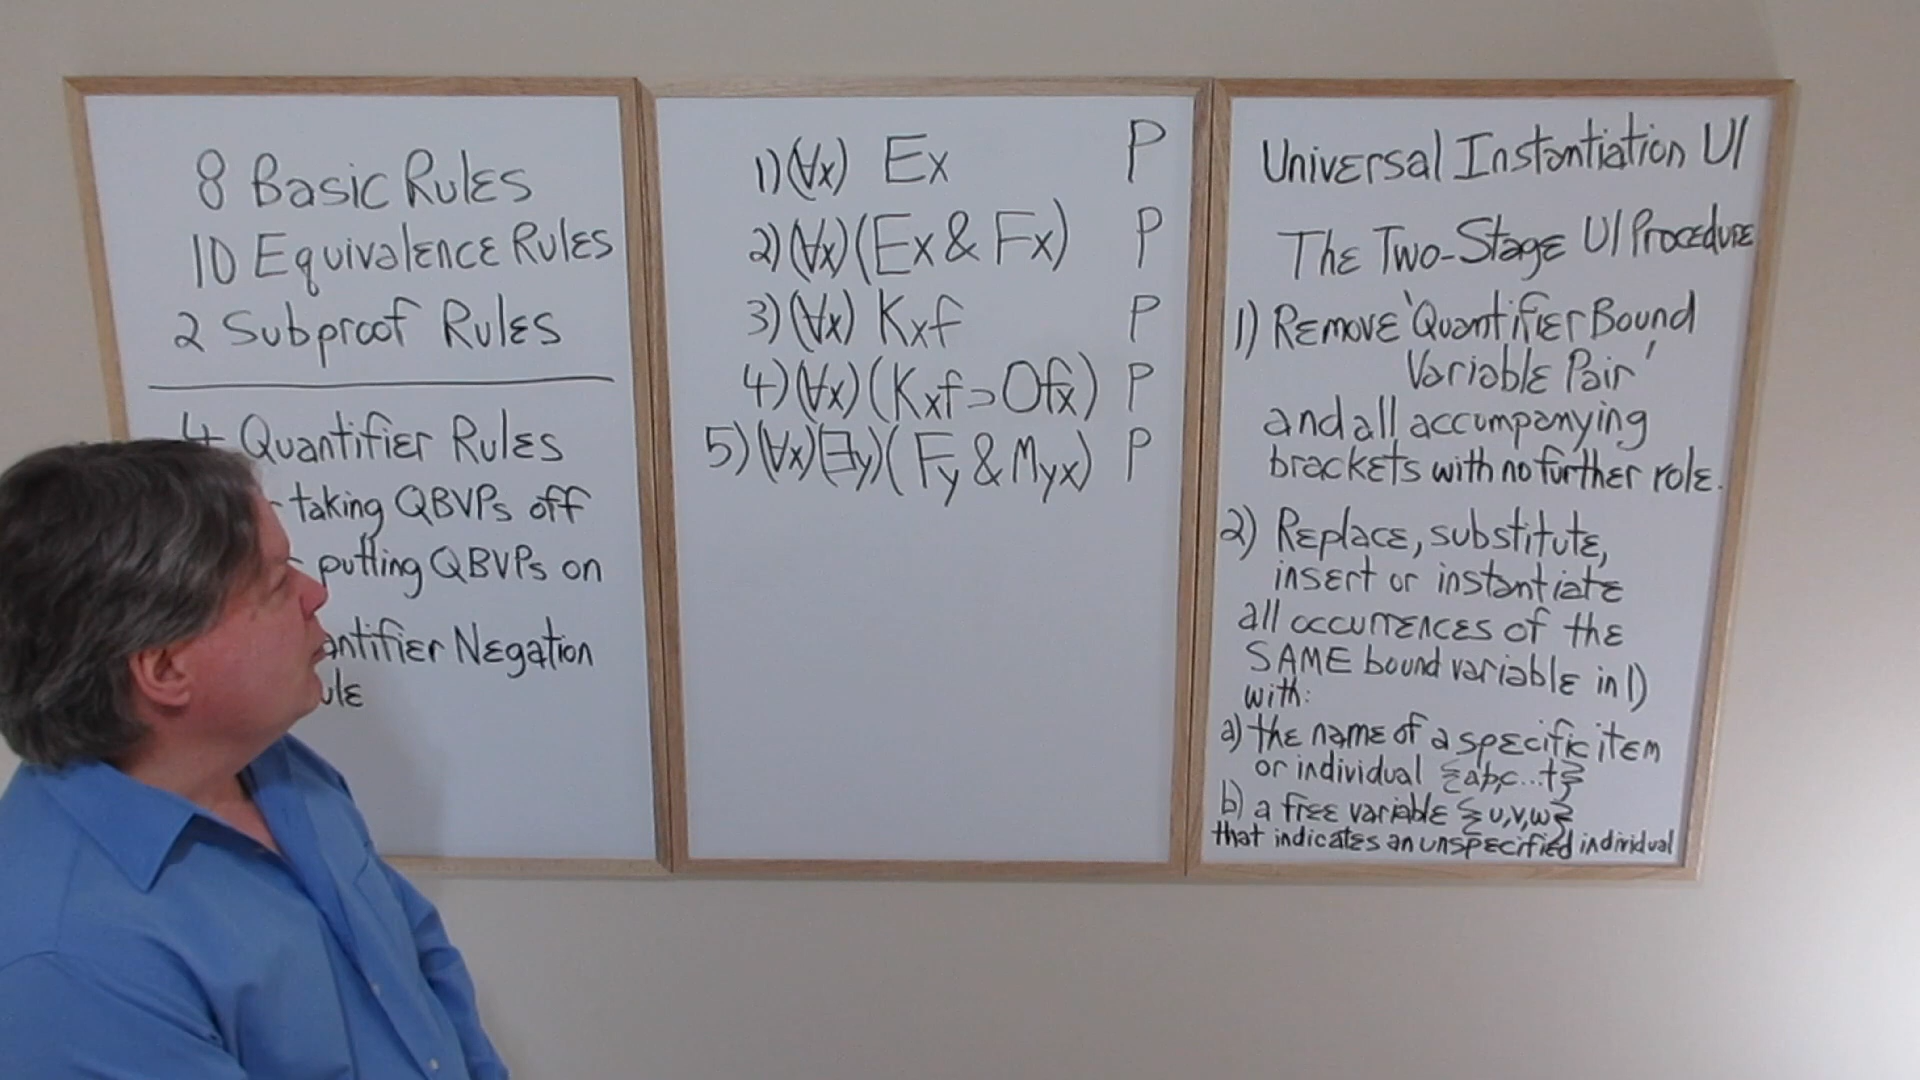 8 Basic Rules
10 Equivalence Rules
2 Subproof Rules
4 Quantifier Rules
- taking QBVPs off
- putting QBVPs on
Negation
1) (∀x) Ex P
2) (∀x) (Ex & Fx) P
3) (∀x) Kxf P
4) (∀x) (Kxf ⊃ Ofx) P
5) (∀x)(∃y)(Fy & Myx) P
Universal Instantiation UI
The Two-Stage UI Procedure
1) Remove 'Quantifier Bound
Variable Pair'
and all accompanying
brackets with no further role.
2) Replace, substitute,
insert or instantiate
all occurrences of the
SAME bound variable in 1)
with:
a) the name of a specific item
or individual {a,b,c...t}
b) a free variable {u,v,w}
that indicates an unspecified individual